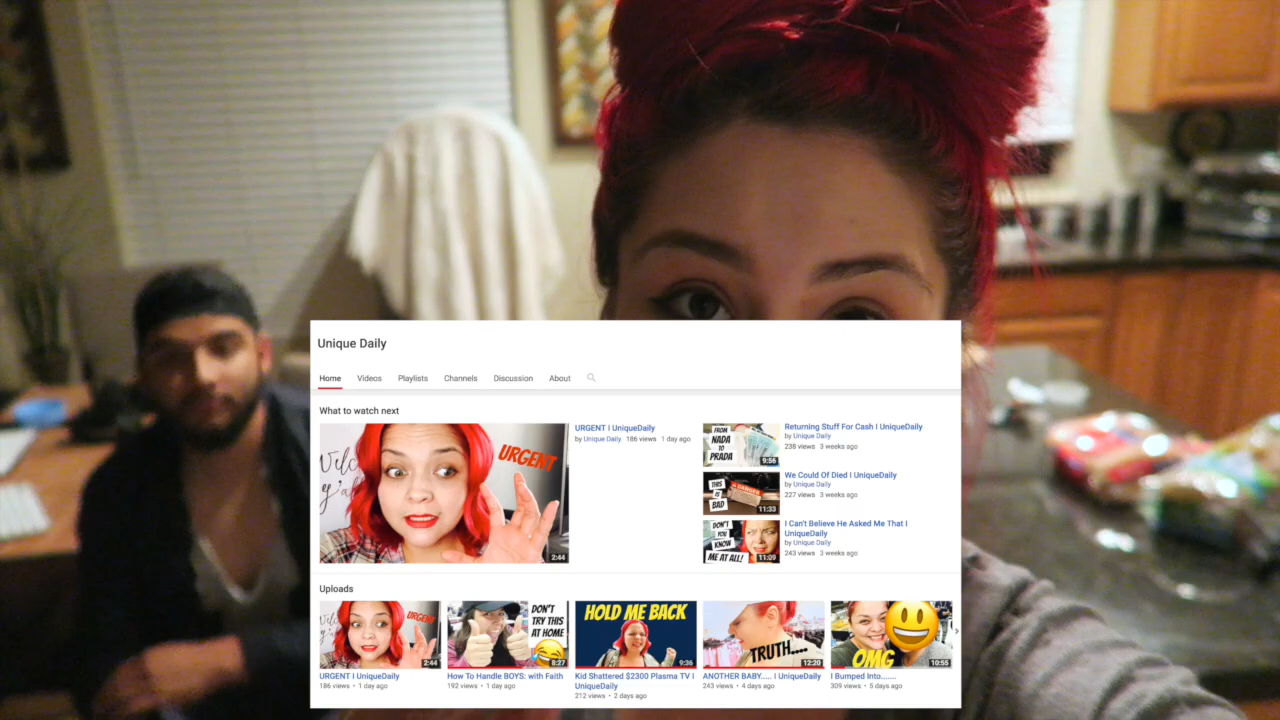 Unique Daily
Home Videos Playlists Channels Discussion About
What to watch next
URGENT
2:44
URGENT | UniqueDaily
by Unique Daily 186 views 1 day ago
FROM
NADA
TO
PRADA
9:56
Returning Stuff For Cash | UniqueDaily
by Unique Daily
238 views 3 weeks ago
THIS
IS
BAD
DANGER
11:33
We Could Of Died | UniqueDaily
by Unique Daily
227 views 3 weeks ago
DON'T
YOU
KNOW
ME AT ALL!
11:09
I Can't Believe He Asked Me That |
UniqueDaily
by Unique Daily
243 views 3 weeks ago
Uploads
URGENT
2:44
URGENT | UniqueDaily
186 views • 1 day ago
DON'T
TRY THIS
AT HOME
8:27
How To Handle BOYS: with Faith
192 views • 1 day ago
HOLD ME BACK
9:36
Kid Shattered $2300 Plasma TV |
UniqueDaily
212 views • 2 days ago
TRUTH....
12:20
ANOTHER BABY..... | UniqueDaily
243 views • 4 days ago
OMG
10:55
I Bumped Into.......
309 views • 5 days ago